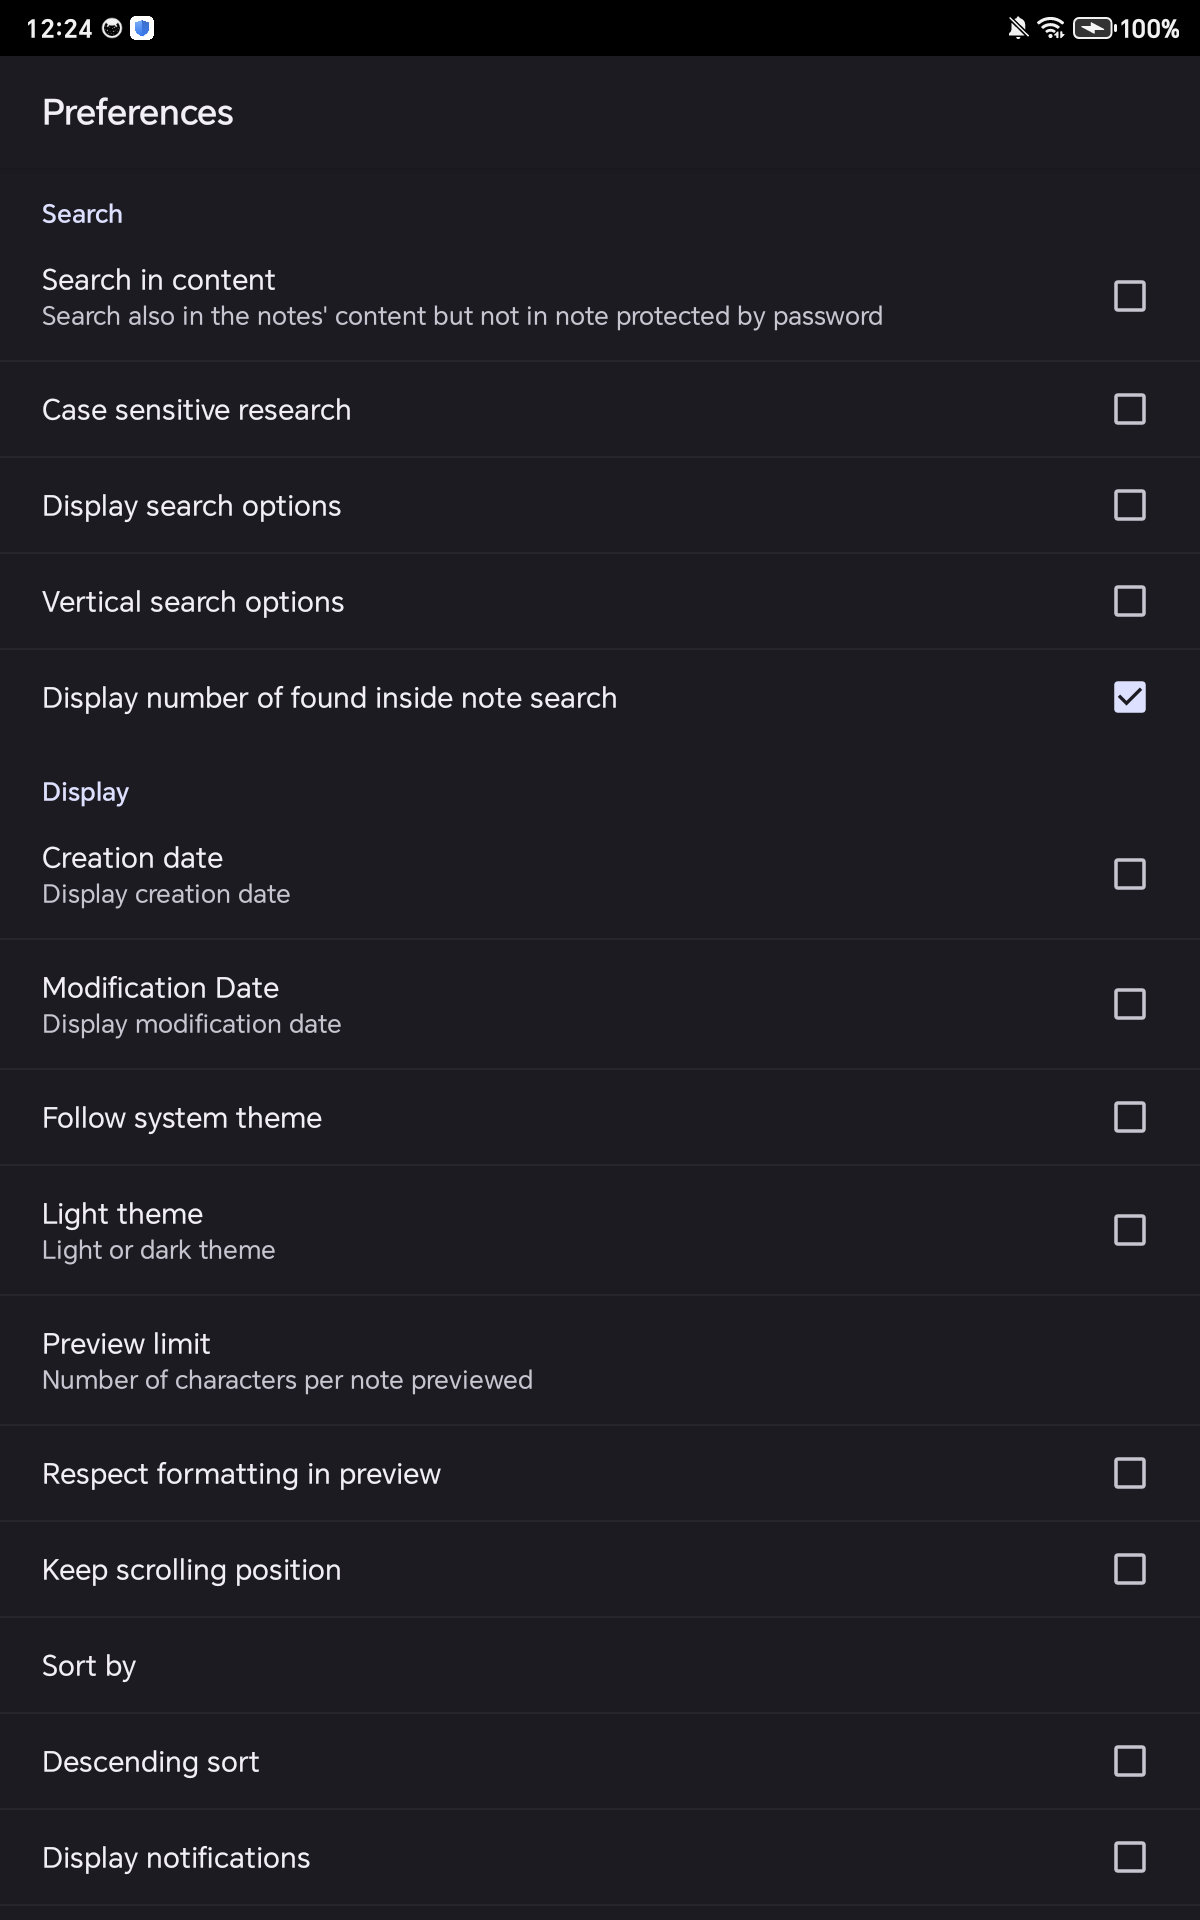 12:24
100%
Preferences
Search
Search in content
Search also in the notes' content but not in note protected by password
Case sensitive research
Display search options
Vertical search options
Display number of found inside note search
Display
Creation date
Display creation date
Modification Date
Display modification date
Follow system theme
Light theme
Light or dark theme
Preview limit
Number of characters per note previewed
Respect formatting in preview
Keep scrolling position
Sort by
Descending sort
Display notifications